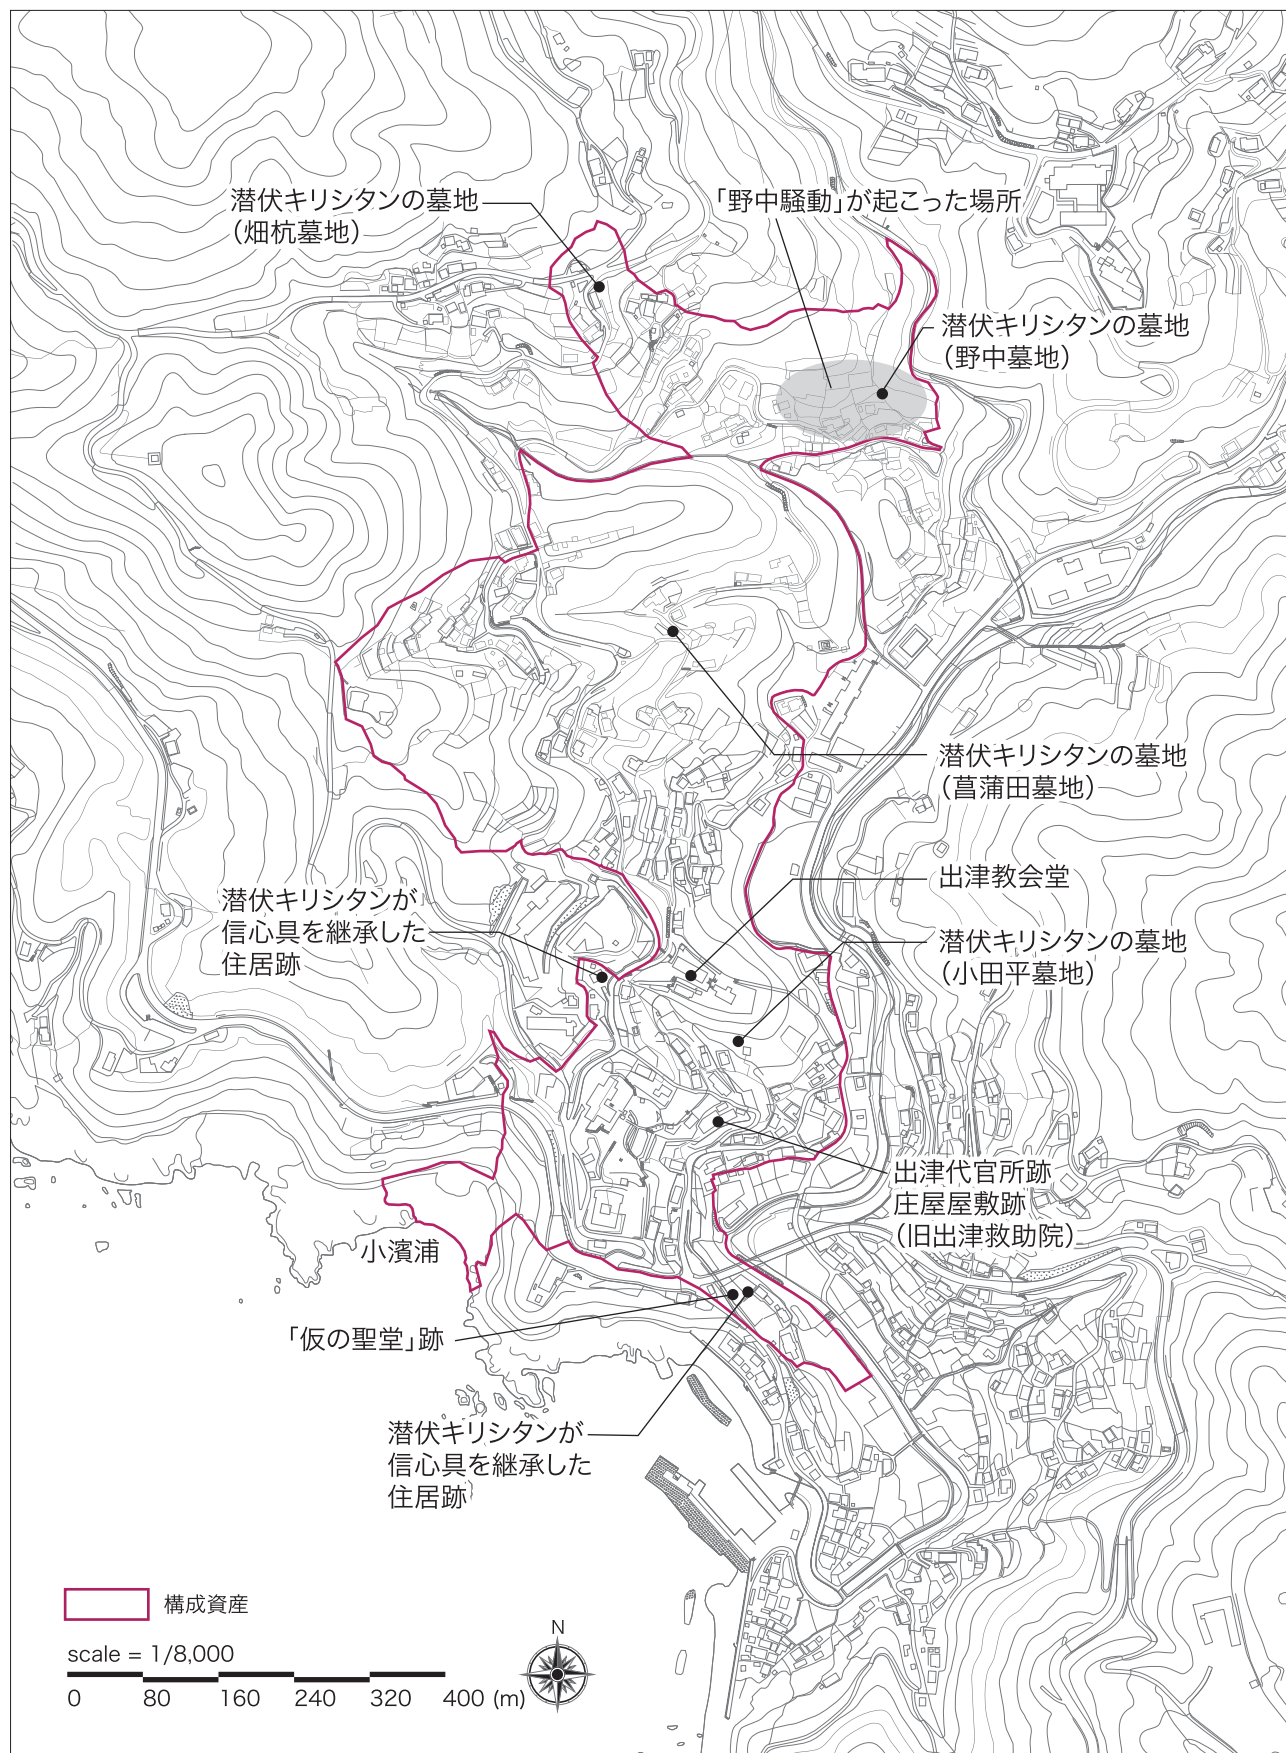 潜伏キリシタンの墓地
（畑杭墓地）
「野中騒動」が起こった場所
潜伏キリシタンの墓地
（野中墓地）
潜伏キリシタンの墓地
（菖蒲田墓地）
出津教会堂
潜伏キリシタンが
信心具を継承した
住居跡
潜伏キリシタンの墓地
（小田平墓地）
出津代官所跡
庄屋屋敷跡
（旧出津救助院）
小濱浦
「仮の聖堂」跡
潜伏キリシタンが
信心具を継承した
住居跡
構成資産
scale = 1/8,000
0 80 160 240 320 400 (m)
N